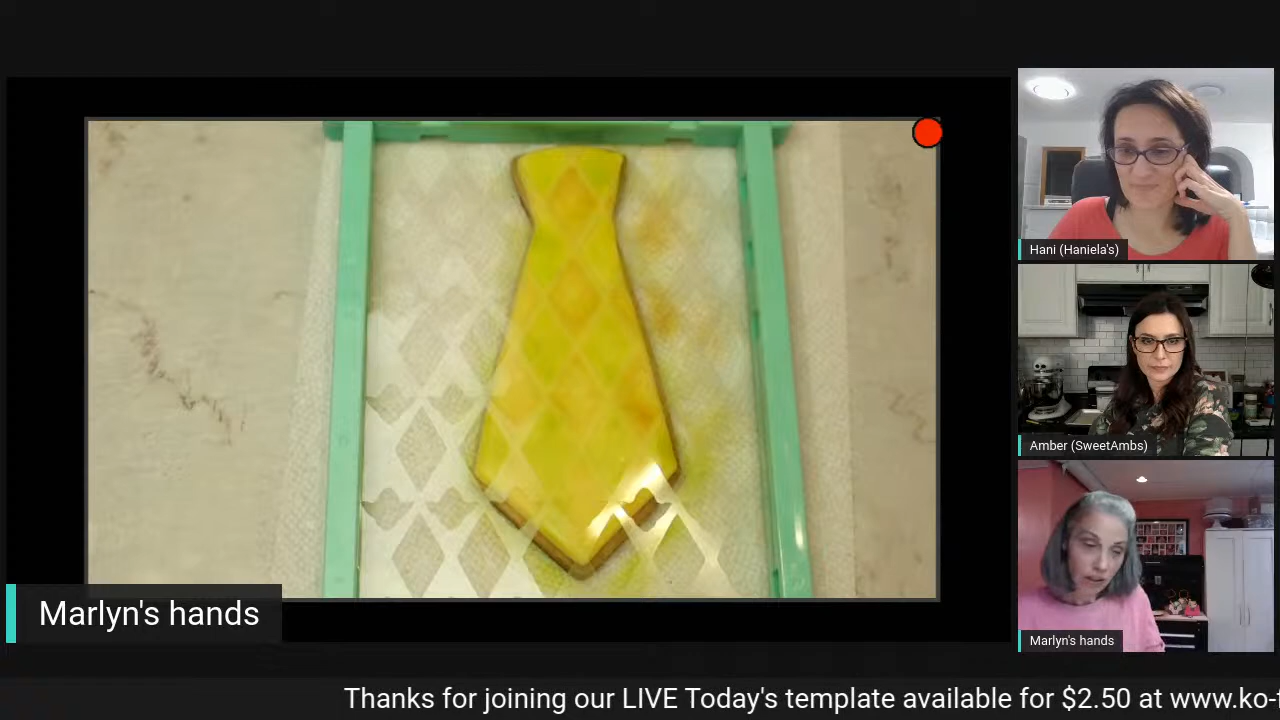 Hani (Haniela's)
Amber (SweetAmbs)
Marlyn's hands
Marlyn's hands
Thanks for joining our LIVE Today's template available for $2.50 at www.ko-